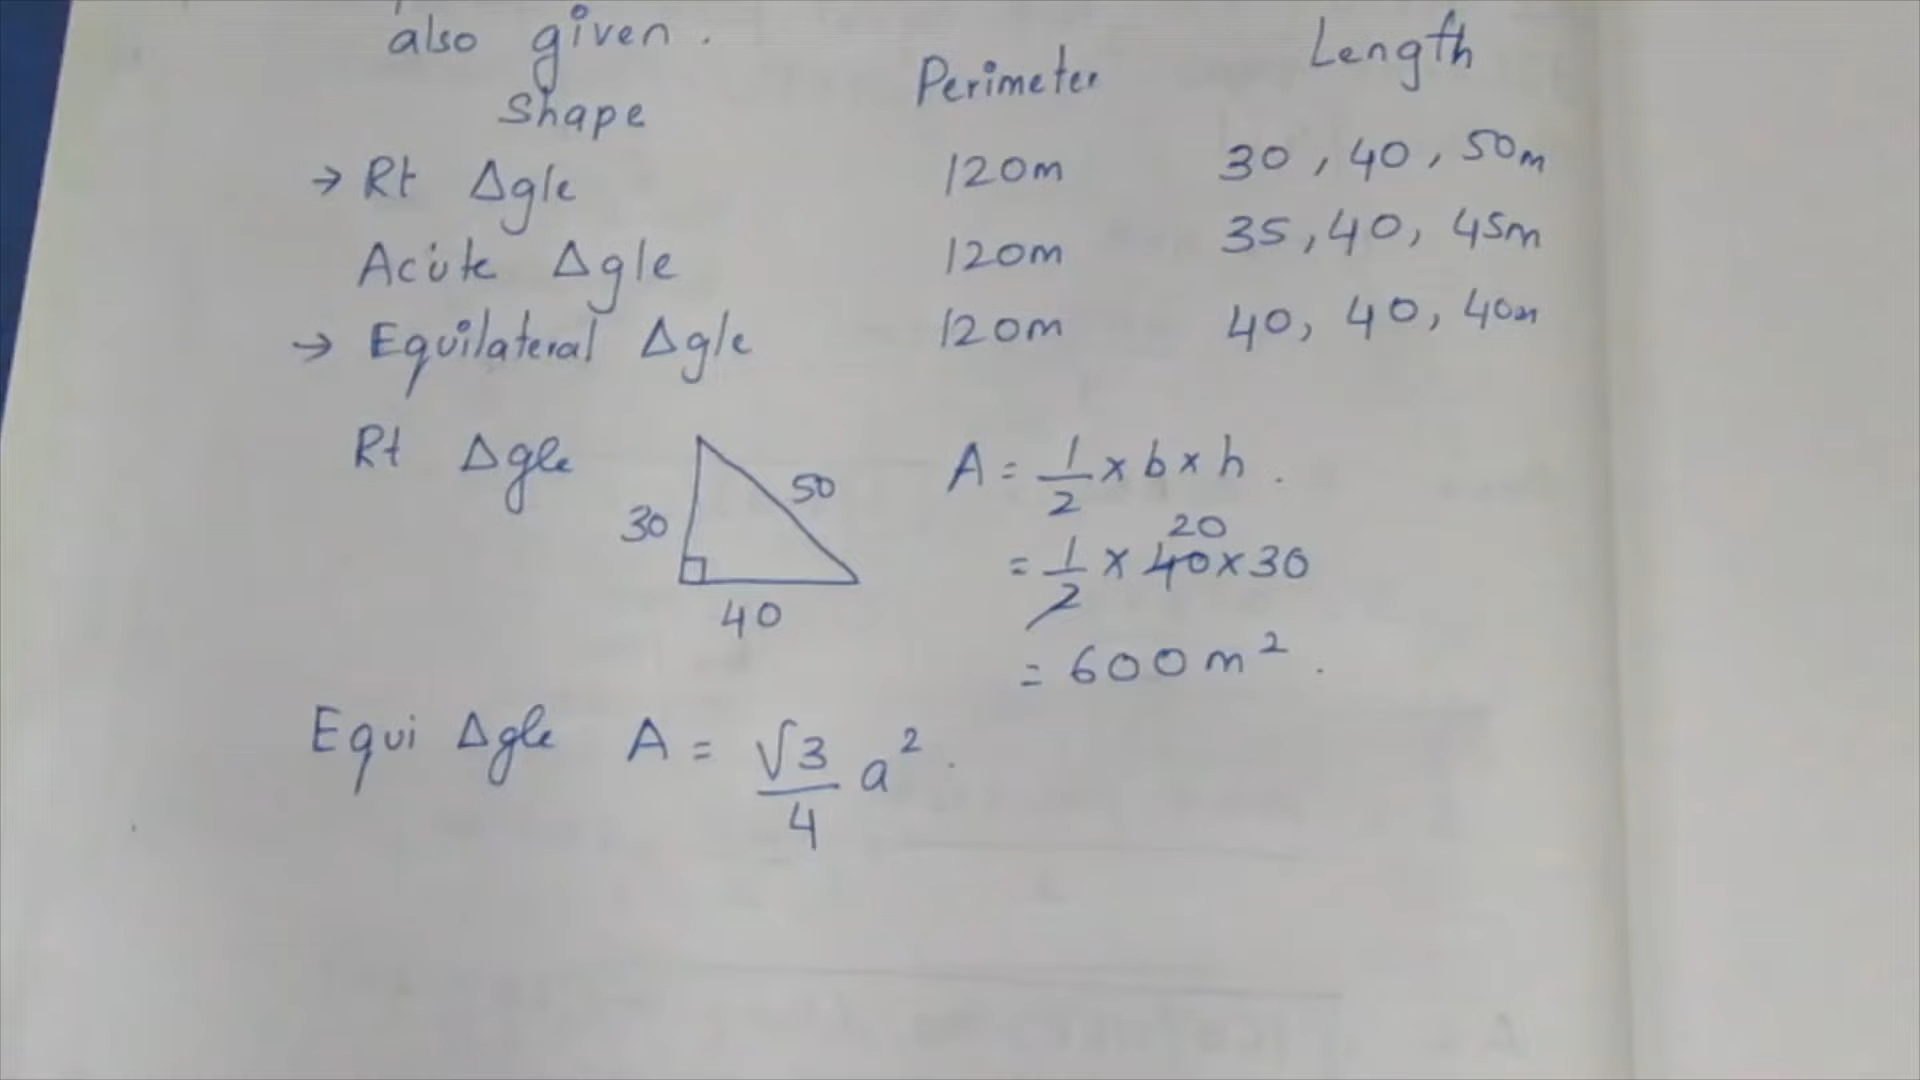 also given.
Shape Perimeter Length
→ Rt Δgle 120m 30, 40, 50m
Acute Δgle 120m 35, 40, 45m
→ Equilateral Δgle 120m 40, 40, 40m
Rt Δgle 30 50 40 A = 1/2 × b × h.
20
= 1/2 × 40 × 30
= 600 m².
Equi Δgle A = √3/4 a².